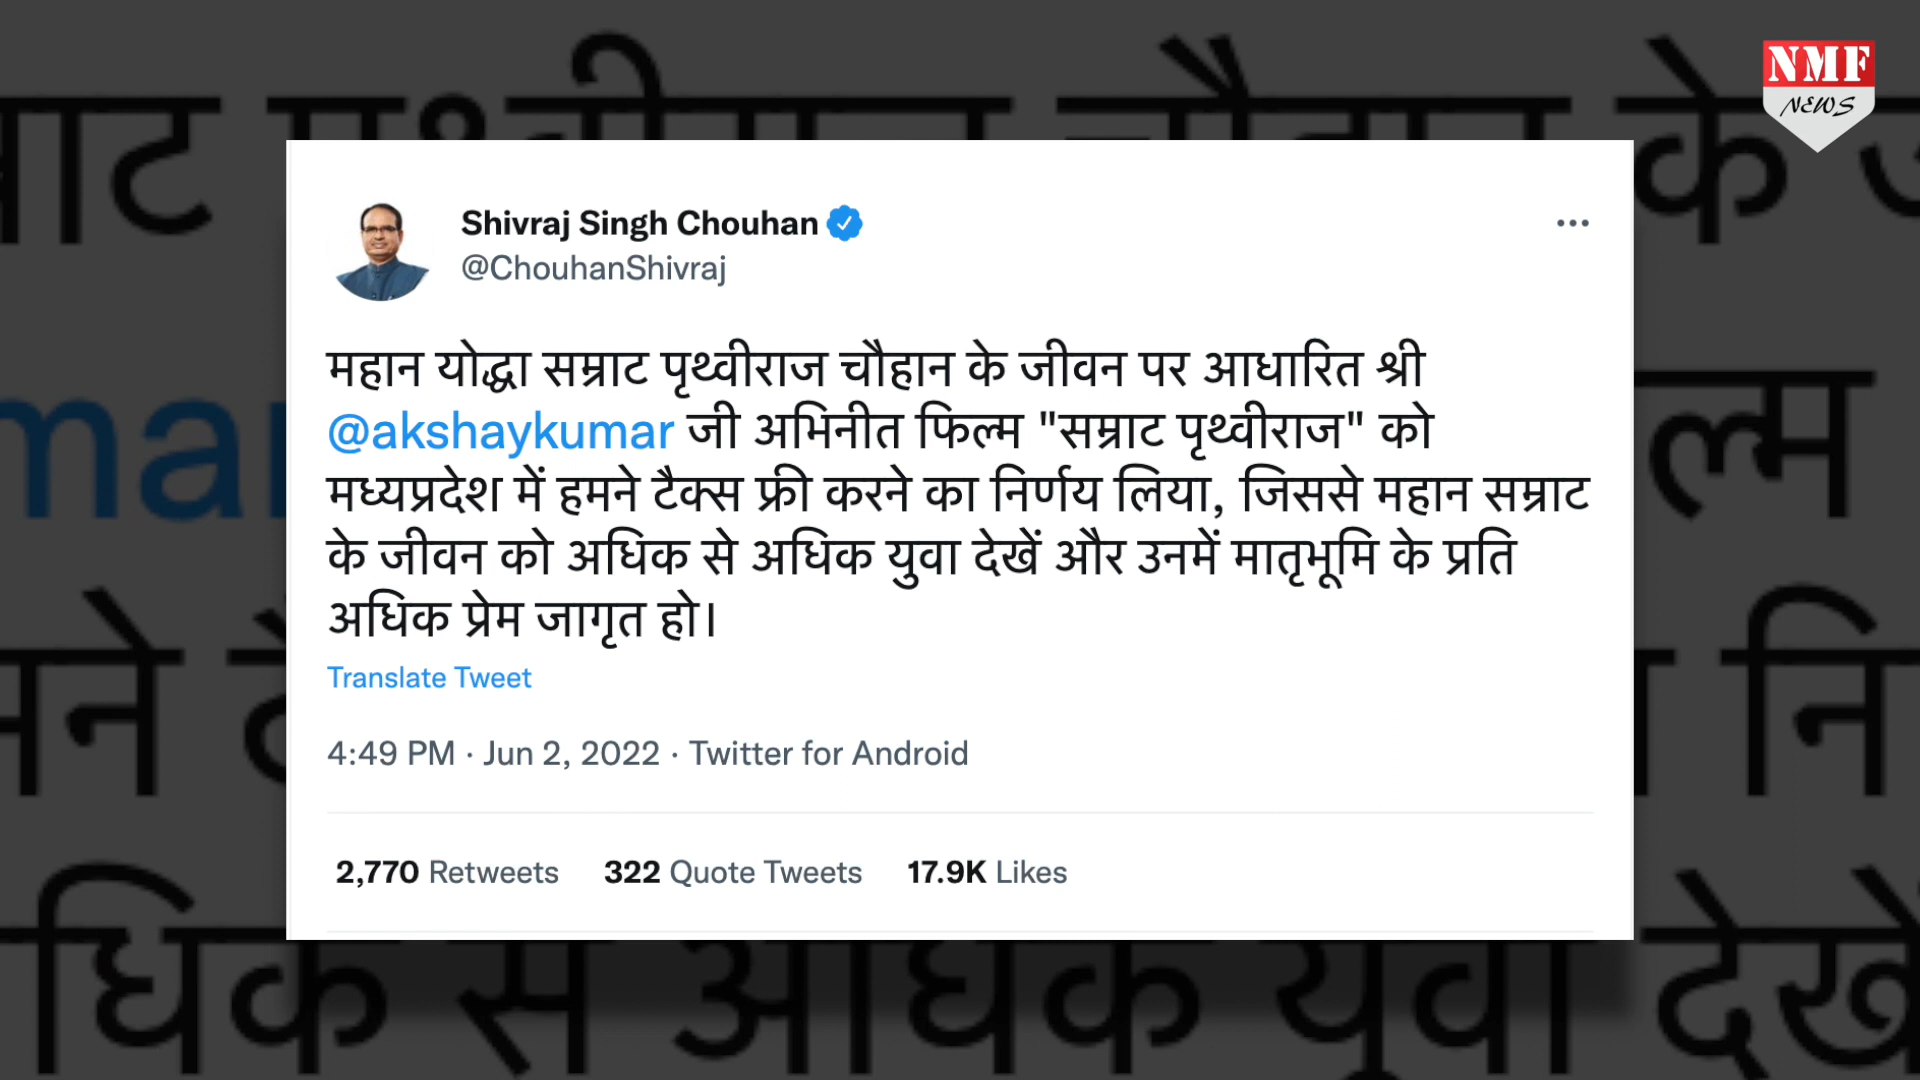 NMF
NEWS
Shivraj Singh Chouhan
@ChouhanShivraj
महान योद्धा सम्राट पृथ्वीराज चौहान के जीवन पर आधारित श्री
@akshaykumar जी अभिनीत फिल्म "सम्राट पृथ्वीराज" को
मध्यप्रदेश में हमने टैक्स फ्री करने का निर्णय लिया, जिससे महान सम्राट
के जीवन को अधिक से अधिक युवा देखें और उनमें मातृभूमि के प्रति
अधिक प्रेम जागृत हो।
Translate Tweet
4:49 PM · Jun 2, 2022 · Twitter for Android
2,770 Retweets 322 Quote Tweets 17.9K Likes